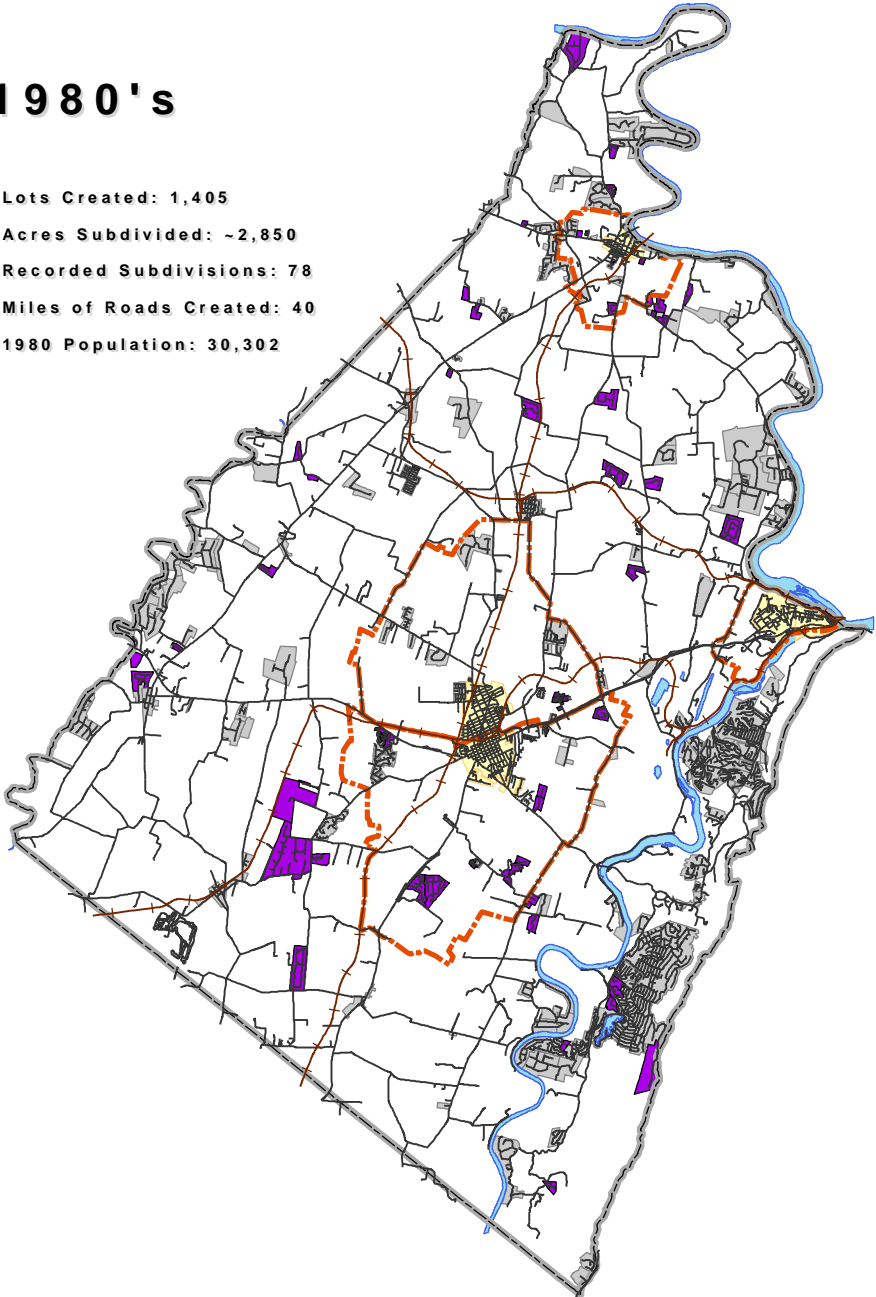 1980's
Lots Created: 1,405
Acres Subdivided: ~2,850
Recorded Subdivisions: 78
Miles of Roads Created: 40
1980 Population: 30,302